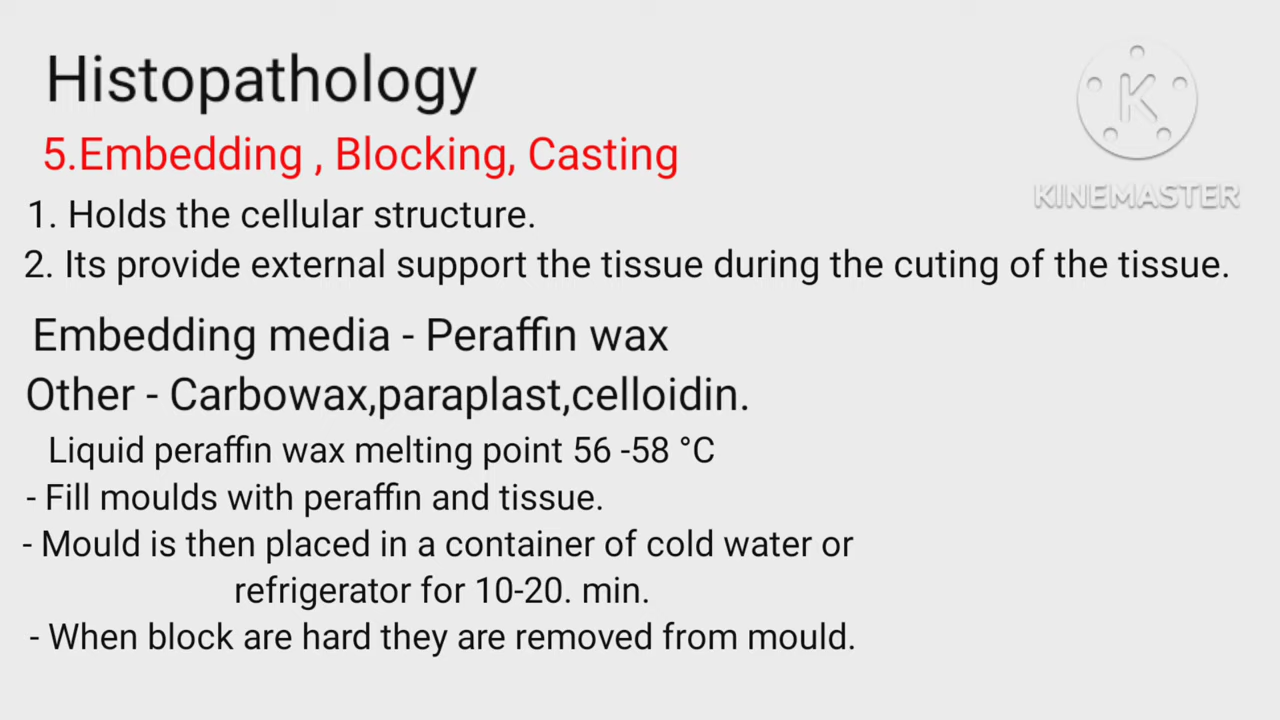 Histopathology
K
KINEMASTER
5.Embedding , Blocking, Casting
1. Holds the cellular structure.
2. Its provide external support the tissue during the cuting of the tissue.
Embedding media - Peraffin wax
Other - Carbowax,paraplast,celloidin.
Liquid peraffin wax melting point 56 -58 °C
- Fill moulds with peraffin and tissue.
- Mould is then placed in a container of cold water or
refrigerator for 10-20. min.
- When block are hard they are removed from mould.